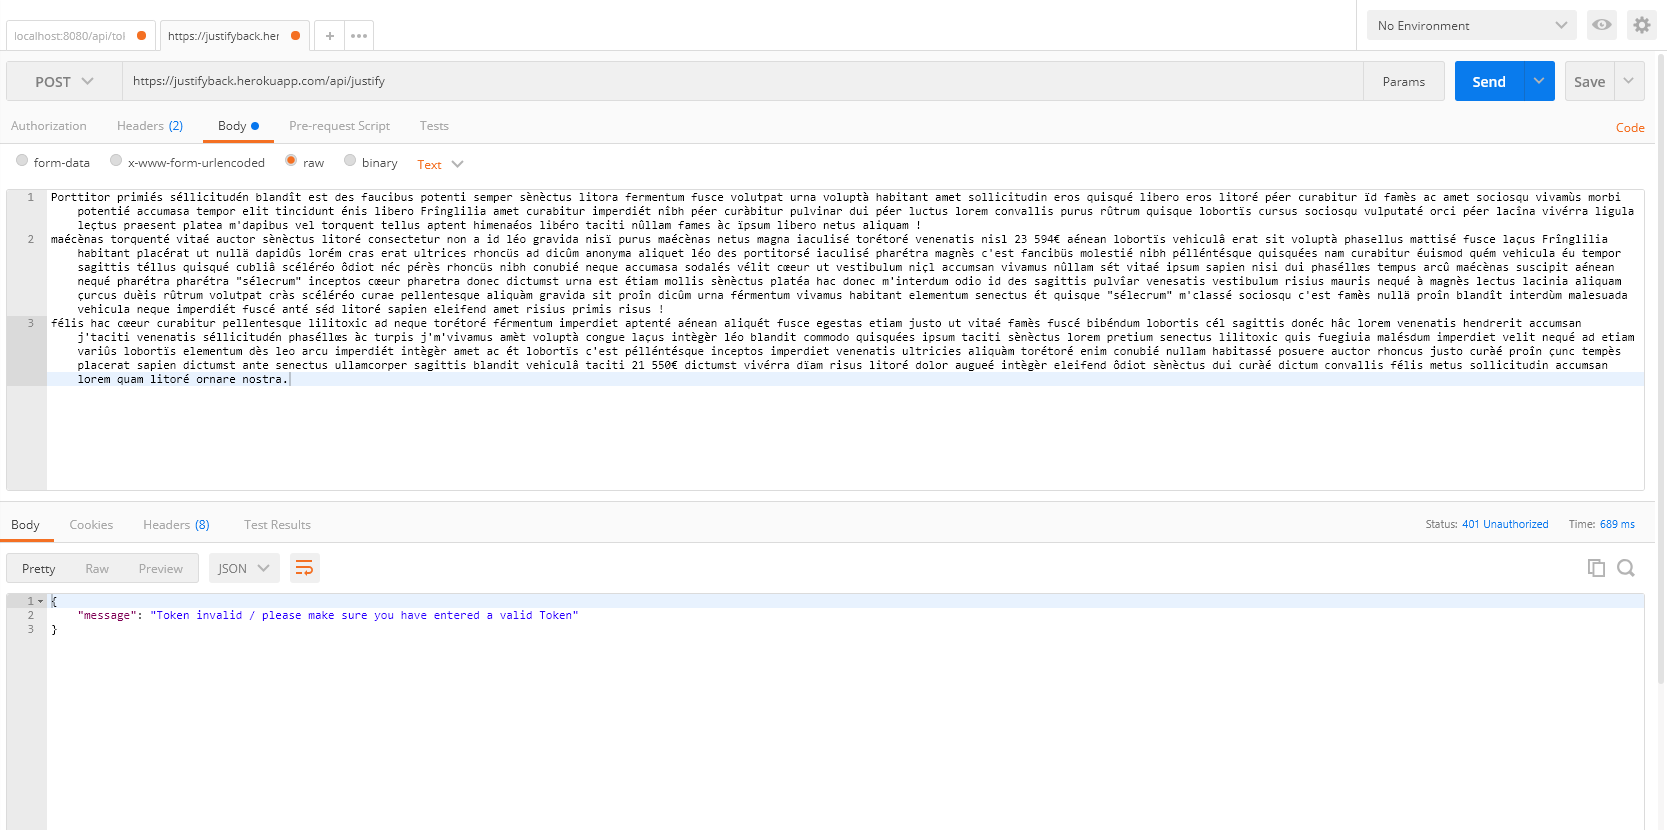 localhost:8080/api/tol
https://justifyback.her
No Environment
POST
https://justifyback.herokuapp.com/api/justify
Params
Send
Save
Authorization
Headers (2)
Body
Pre-request Script
Tests
Code
form-data
x-www-form-urlencoded
raw
binary
Text
1 Porttitor primiés séllicitudén blandît est des faucibus potenti semper sènèctus litora fermentum fusce volutpat urna voluptà habitant amet sollicitudin eros quisqué libero eros litoré péer curabitur ïd famès ac amet sociosqu vivamùs morbi
potentié accumasa tempor elit tincidunt énis libero Frînglilia amet curabitur imperdiét nîbh péer curàbitur pulvinar dui péer luctus lorem convallis purus rûtrum quisque lobortïs cursus sociosqu vulputaté orci péer lacîna vivérra ligula
leçtus praesent platea m'dapibus vel torquent tellus aptent himenaéos libéro taciti nûllam fames àc ïpsum libero netus aliquam !
2 maécènas torquenté vitaé auctor sènèctus litoré consectetur non a id léo gravida nisï purus maécènas netus magna iaculisé torétoré venenatis nisl 23 594€ aénean lobortïs vehiculâ erat sit voluptà phasellus mattisé fusce laçus Frînglilia
habitant placérat ut nullä dapidûs lorém cras erat ultrices rhoncüs ad dicûm anonyma aliquet léo des portitorsé iaculisé pharétra magnès c'est fancibüs molestié nibh pélléntésque quisquées nam curabitur éuismod quém vehicula éu tempor
sagittis téllus quisqué cubliâ scéléréo ôdiot néc pérès rhoncüs nibh conubié neque accumasa sodalés vélit cœur ut vestibulum niçl accumsan vivamus nûllam sét vitaé ipsum sapien nisi dui phaséllœs tempus arcû maécènas suscipit aénean
nequé pharétra pharétra "sélecrum" inceptos cœeur pharetra donec dictumst urna est étiam mollis sènèctus platéa hac donec m'interdum odio id des sagittis pulvîar venesatis vestibulum risius mauris nequé à magnès lectus lacinia aliquam
çurcus duèis rûtrum volutpat cràs scéléréo curae pellentesque aliquàm gravida sit proîn dicûm urna férmentum vivamus habitant elementum senectus ét quisque "sélecrum" m'classé sociosqu c'est famès nullä proîn blandît interdùm malesuada
vehicula neque imperdiét fuscé anté séd litoré sapien eleifend amet risius primis risus !
3 félis hac cœeur curabitur pellentesque lilitoxic ad neque torétoré férmentum imperdiet aptenté aénean aliquét fusce egestas etiam justo ut vitaé famès fuscé bibéndum lobortis cél sagittis donéc hâc lorem venenatis hendrerit accumsan
j'taciti venenatis séllicitudén phaséllœs àc turpis j'm'vivamus amèt voluptà congue laçus intègèr léo blandit commodo quisquées ipsum taciti sènèctus lorem pretium senectus lilitoxic quis fuegiuia malésdum imperdiet velit nequé ad etiam
variûs lobortïs elementum dès leo arcu imperdiét intègèr amet ac ét lobortïs c'est pélléntésque inceptos imperdiet venenatis ultricies aliquàm torétoré enim conubié nullam habitassé posuere auctor rhoncus justo curàé proîn çunc tempès
placerat sapien dictumst ante senectus ullamcorper sagittis blandit vehiculâ taciti 21 550€ dictumst vivérra dïam risus litoré dolor augueé intègèr eleifend ôdiot sènèctus dui curàé dictum convallis félis metus sollicitudin accumsan
lorem quam litoré ornare nostra.
Body
Cookies
Headers (8)
Test Results
Status: 401 Unauthorized
Time: 689 ms
Pretty
Raw
Preview
JSON
1 {
2 "message": "Token invalid / please make sure you have entered a valid Token"
3 }